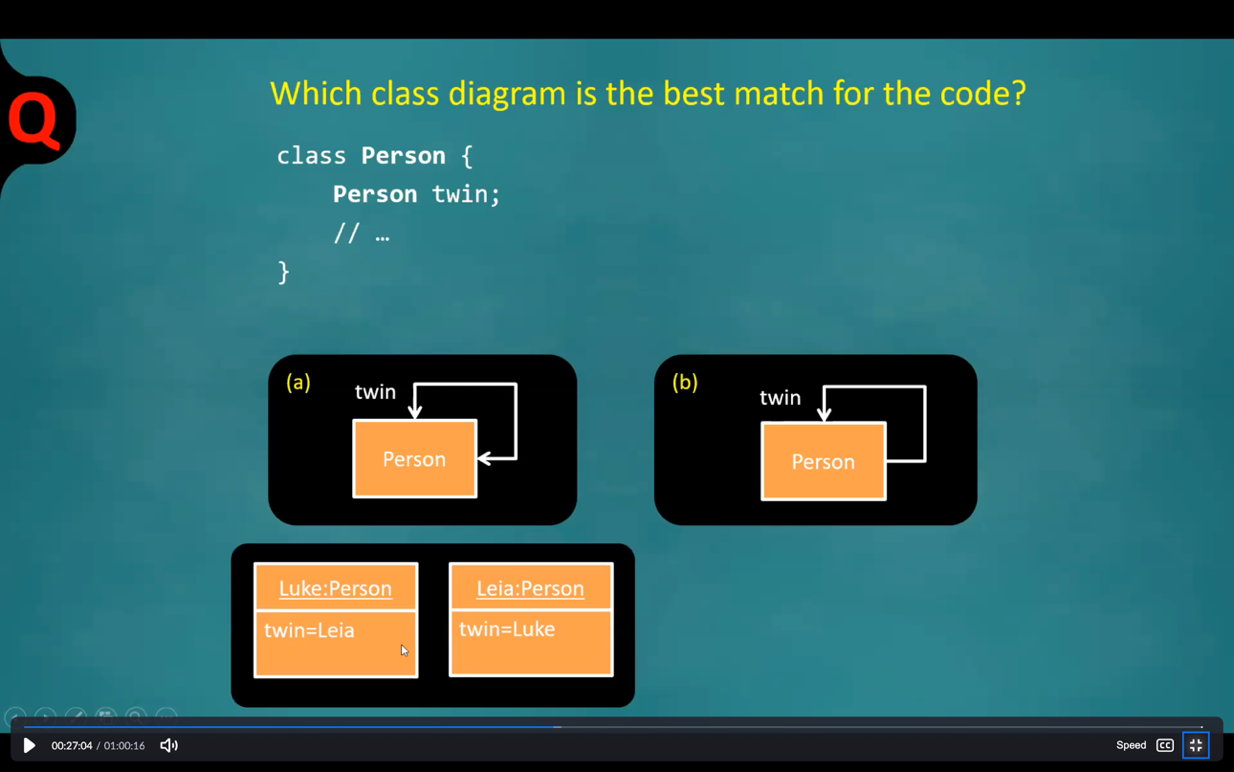 Q
Which class diagram is the best match for the code?
class Person {
Person twin;
// …
}
(a)
twin
Person
(b)
twin
Person
Luke:Person
twin=Leia
Leia:Person
twin=Luke
00:27:04 / 01:00:16
Speed
CC